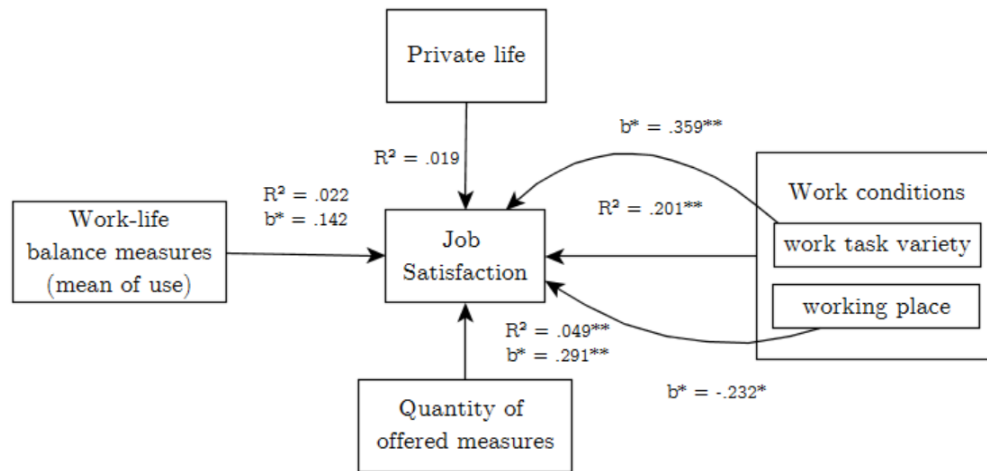 Private life
b* = .359**
R² = .019
Work conditions
R² = .022
b* = .142
R² = .201**
Work-life
balance measures
(mean of use)
Job
Satisfaction
work task variety
working place
R² = .049**
b* = .291**
b* = -.232*
Quantity of
offered measures